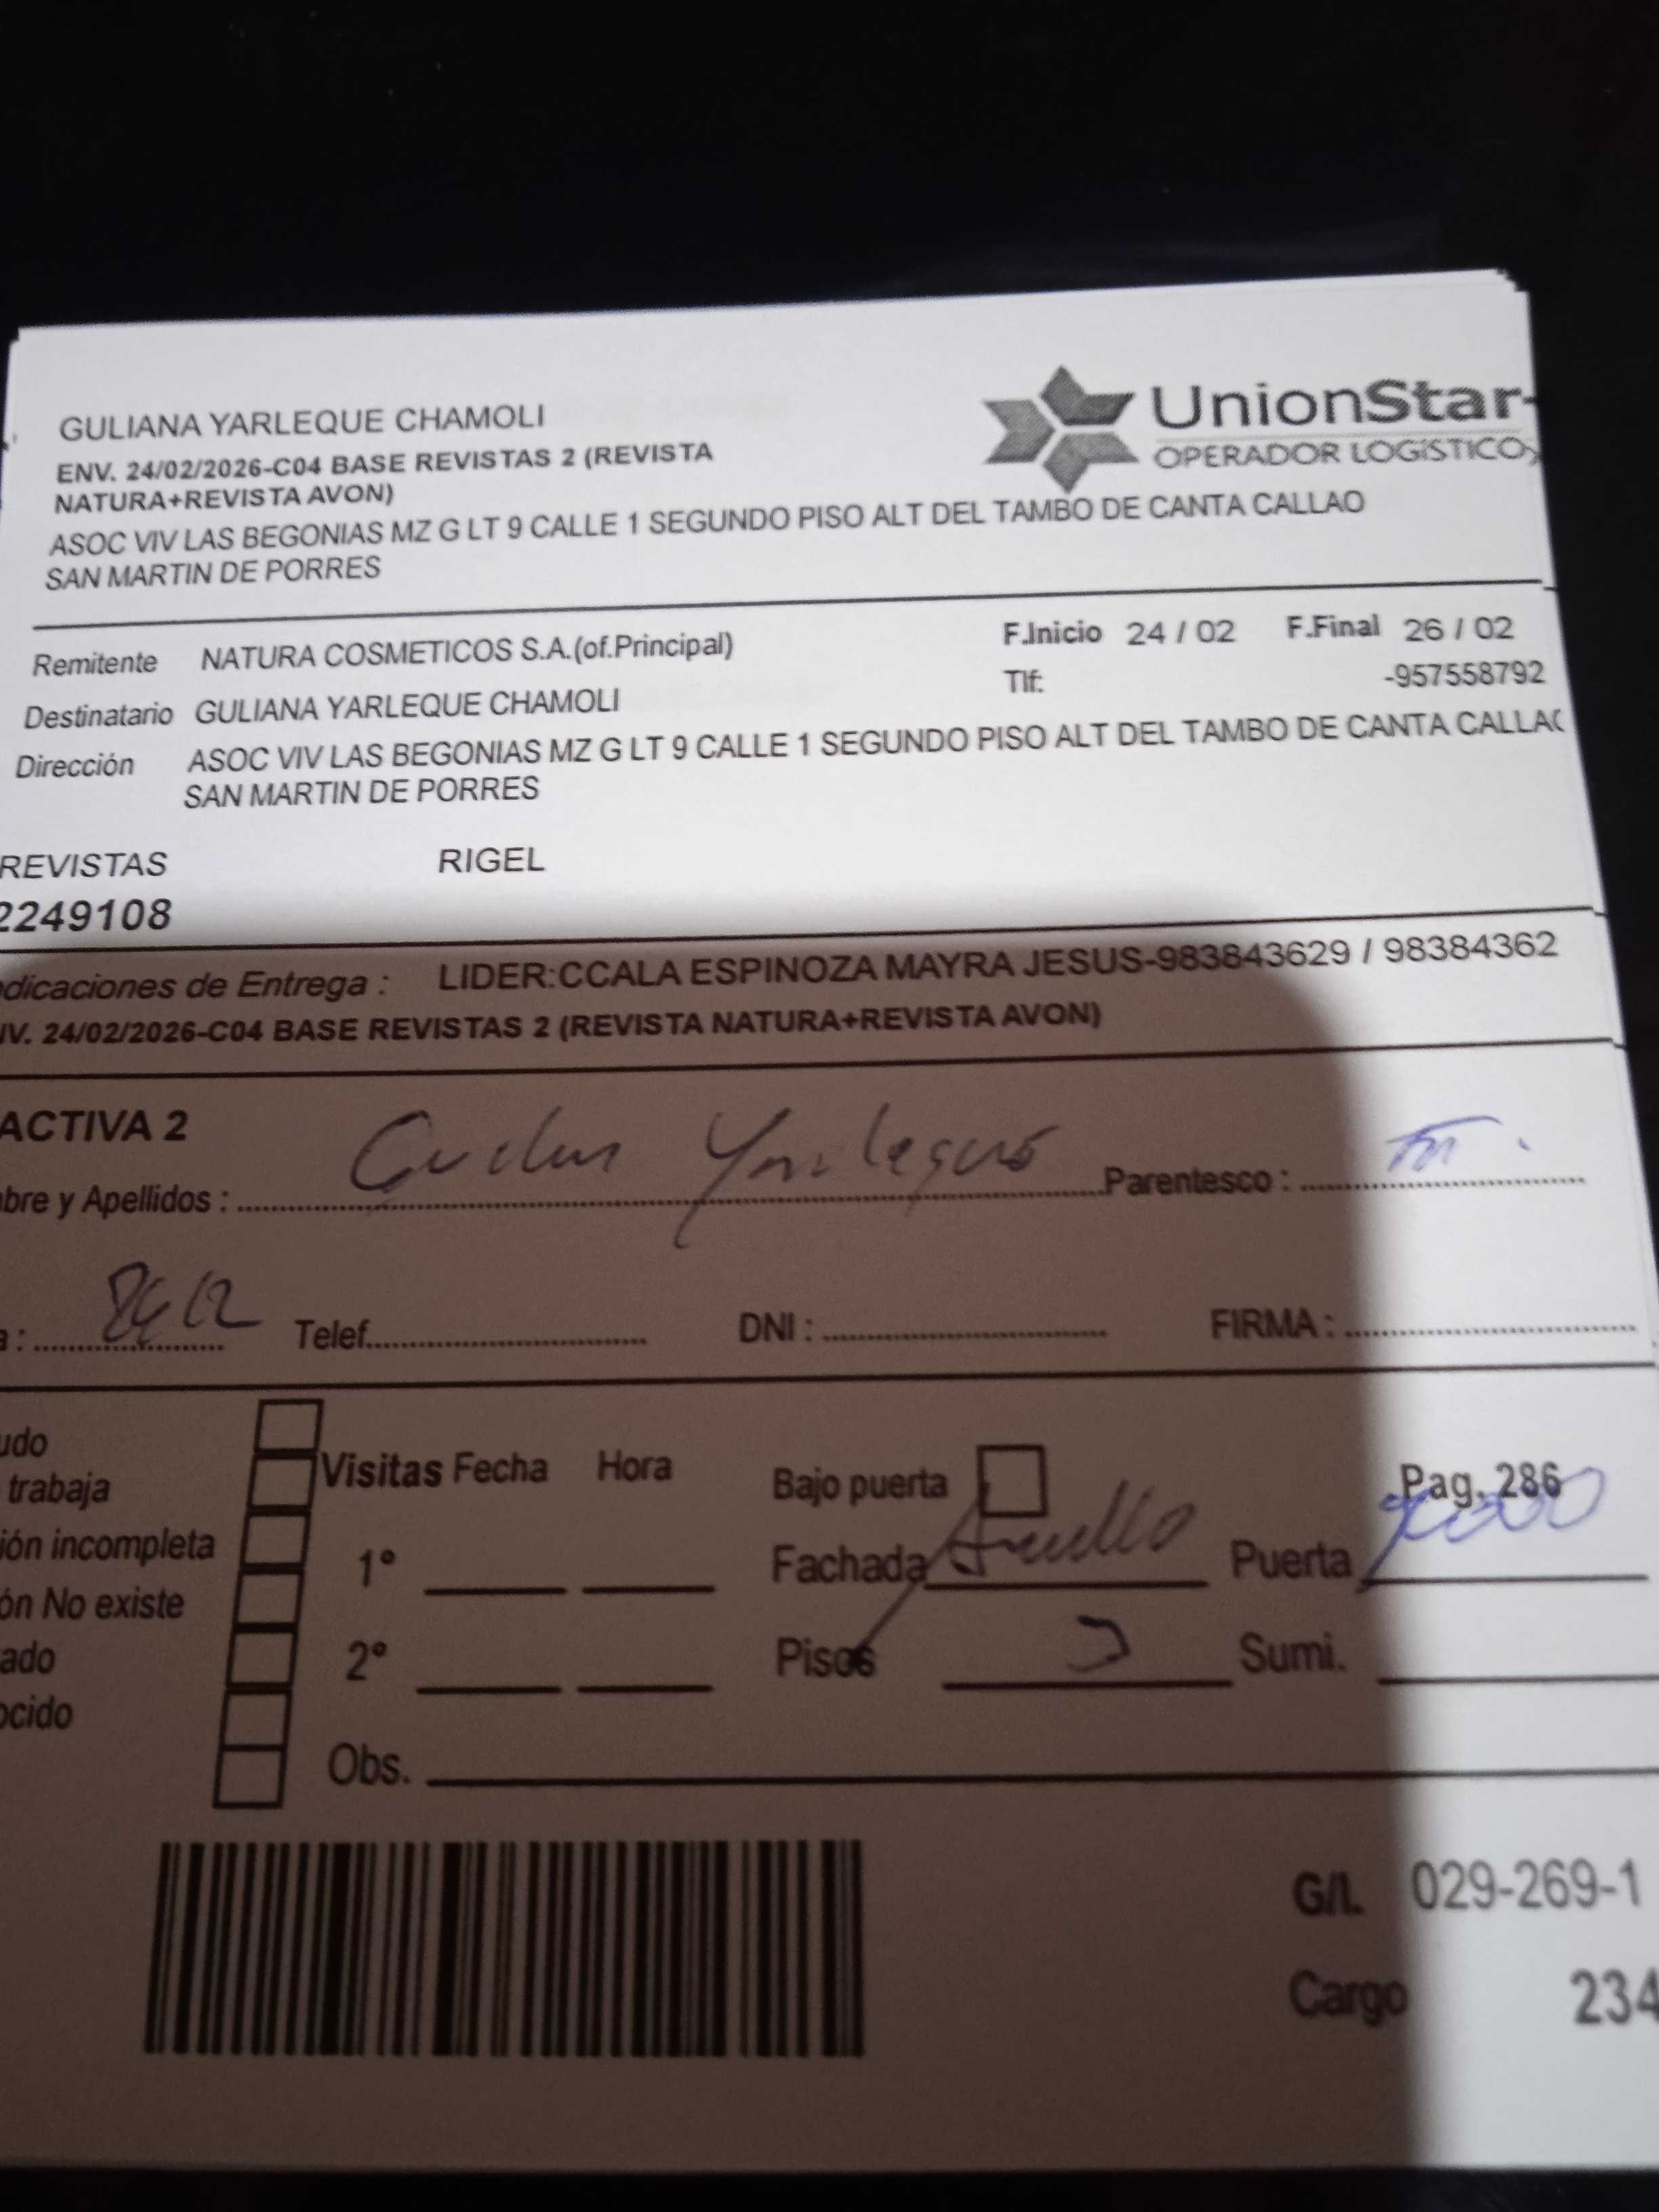 GULIANA YARLEQUE CHAMOLI
UnionStar
OPERADOR LOGÍSTICO
ENV. 24/02/2026-C04 BASE REVISTAS 2 (REVISTA
NATURA+REVISTA AVON)
ASOC VIV LAS BEGONIAS MZ G LT 9 CALLE 1 SEGUNDO PISO ALT DEL TAMBO DE CANTA CALLAO
SAN MARTIN DE PORRES
Remitente NATURA COSMETICOS S.A.(of.Principal) F.Inicio 24 / 02 F.Final 26 / 02
Tlf: -957558792
Destinatario GULIANA YARLEQUE CHAMOLI
Dirección ASOC VIV LAS BEGONIAS MZ G LT 9 CALLE 1 SEGUNDO PISO ALT DEL TAMBO DE CANTA CALLAO
SAN MARTIN DE PORRES
REVISTAS RIGEL
2249108
dicaciones de Entrega : LIDER:CCALA ESPINOZA MAYRA JESUS-983843629 / 98384362
NV. 24/02/2026-C04 BASE REVISTAS 2 (REVISTA NATURA+REVISTA AVON)
ACTIVA 2
bre y Apellidos : Yarleque Parentesco :
a : Telef. DNI : FIRMA :
udo
trabaja
ión incompleta
ón No existe
ado
ocido
Visitas Fecha Hora
1°
2°
Obs.
Bajo puerta Pag. 286
Fachada Puerta
Pisos Sumi.
G/I. 029-269-1
Cargo 234